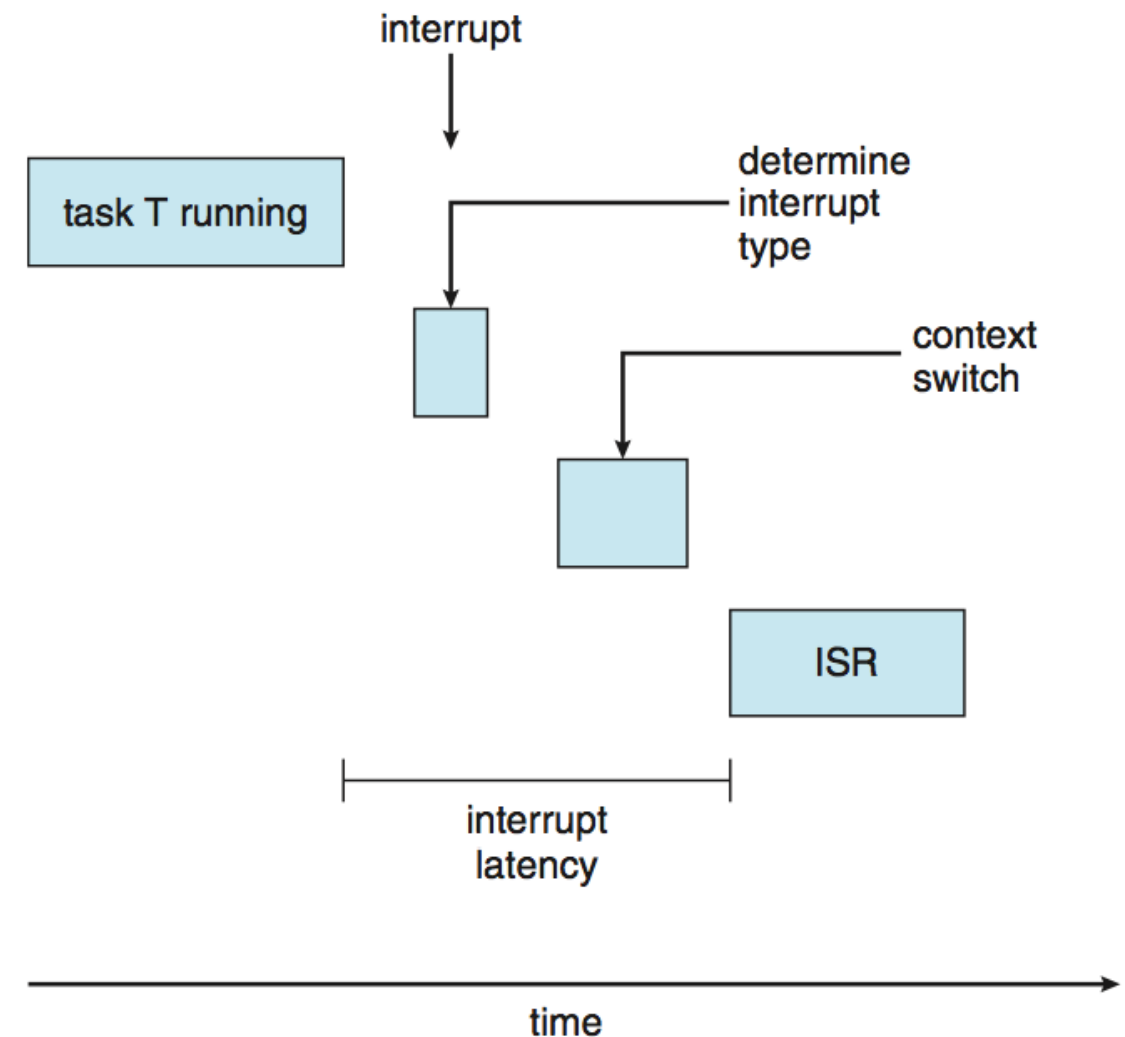 interrupt
task T running
determine
interrupt
type
context
switch
ISR
interrupt
latency
time